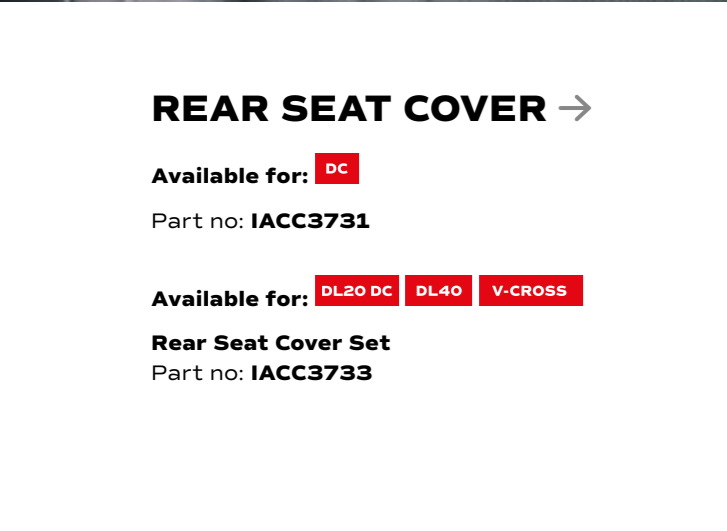 REAR SEAT COVER →
Available for: DC
Part no: IACC3731
Available for: DL20 DC DL40 V-CROSS
Rear Seat Cover Set
Part no: IACC3733